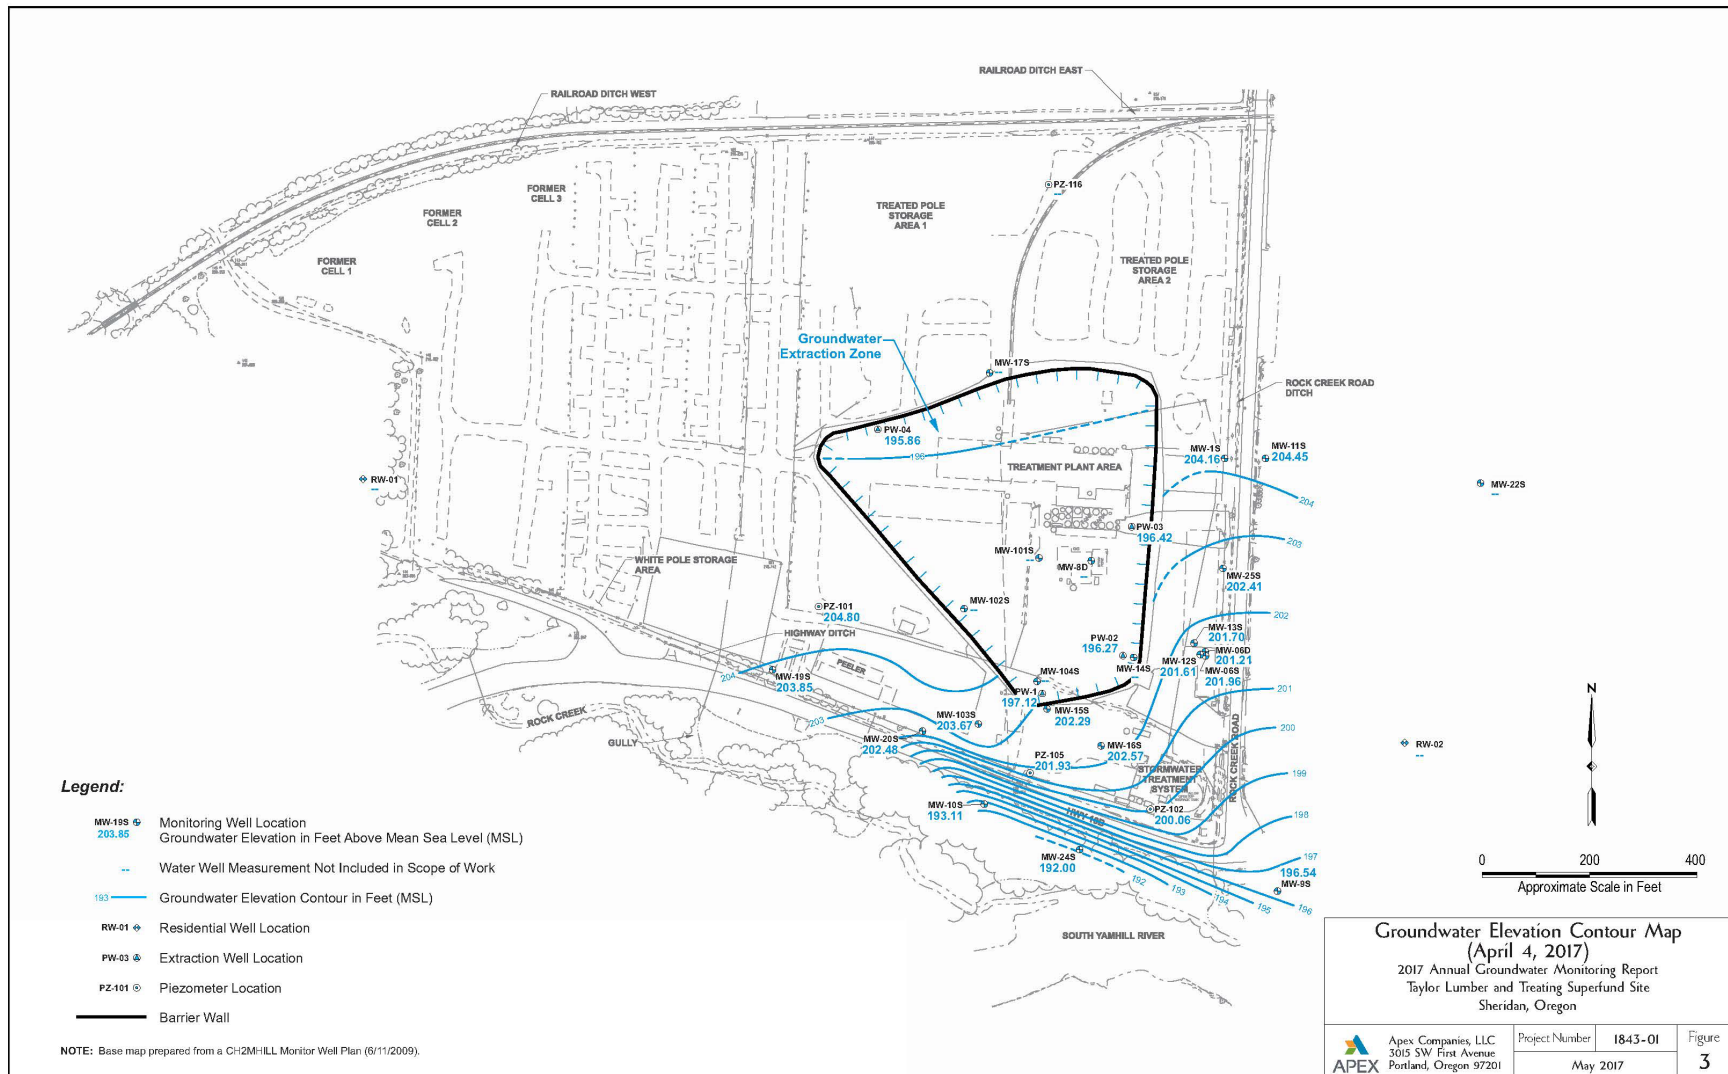 RAILROAD DITCH EAST
RAILROAD DITCH WEST
FORMER
CELL 3
FORMER
CELL 2
FORMER
CELL 1
TREATED POLE
STORAGE
AREA 1
PZ-116
--
TREATED POLE
STORAGE
AREA 2
Groundwater
Extraction Zone
MW-17S
--
ROCK CREEK ROAD
DITCH
PW-04
195.86
196
TREATMENT PLANT AREA
MW-1S
204.16
MW-11S
204.45
204
MW-22S
--
RW-01
--
PW-03
196.42
203
MW-101S
--
MW-8D
--
MW-25S
202.41
WHITE POLE STORAGE
AREA
MW-102S
--
PZ-101
204.80
202
HIGHWAY DITCH
PW-02
196.27
MW-13S
201.70
MW-06D
201.21
MW-12S
201.61
MW-06S
201.96
MW-14S
--
PEELER
204
MW-19S
203.85
MW-104S
--
PW-1
197.12
MW-15S
202.29
201
203
ROCK CREEK
GULLY
MW-103S
203.67
MW-20S
202.48
MW-16S
202.57
200
PZ-105
201.93
STORMWATER
TREATMENT
SYSTEM
ROCK CREEK ROAD
199
RW-02
--
N
MW-10S
193.11
HWY 18B
PZ-102
200.06
198
MW-24S
192.00
197
196.54
MW-9S
192
193
194
195
196
SOUTH YAMHILL RIVER
0 200 400
Approximate Scale in Feet
Legend:
MW-19S
203.85
Monitoring Well Location
Groundwater Elevation in Feet Above Mean Sea Level (MSL)
-- Water Well Measurement Not Included in Scope of Work
193 Groundwater Elevation Contour in Feet (MSL)
RW-01 Residential Well Location
PW-03 Extraction Well Location
PZ-101 Piezometer Location
Barrier Wall
NOTE: Base map prepared from a CH2MHILL Monitor Well Plan (6/11/2009).
Groundwater Elevation Contour Map
(April 4, 2017)
2017 Annual Groundwater Monitoring Report
Taylor Lumber and Treating Superfund Site
Sheridan, Oregon
APEX
Apex Companies, LLC
3015 SW First Avenue
Portland, Oregon 97201
Project Number 1843-01
May 2017
Figure
3